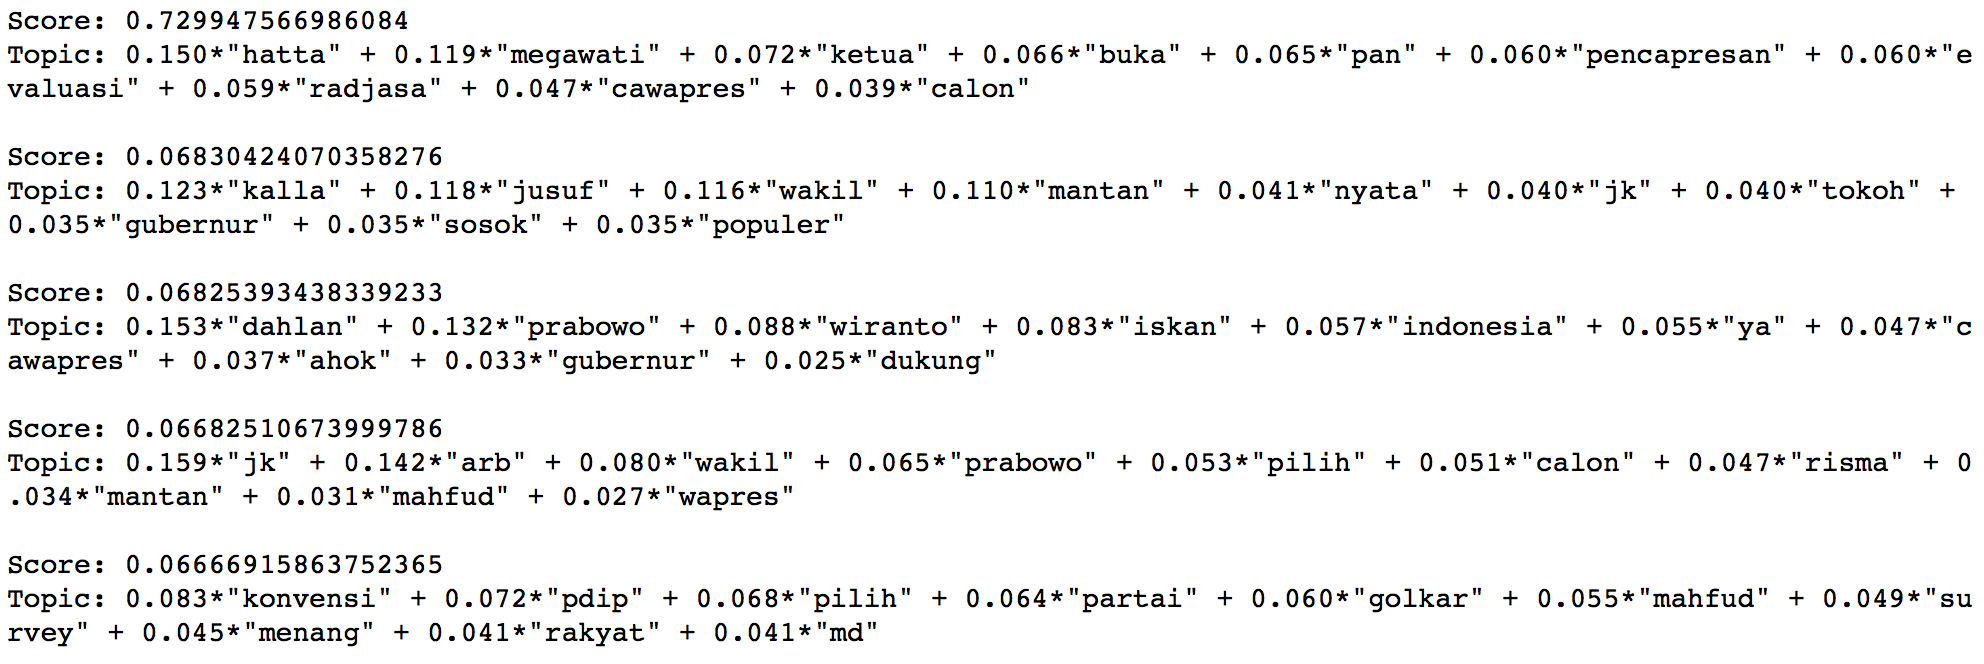 Score: 0.729947566986084
Topic: 0.150*"hatta" + 0.119*"megawati" + 0.072*"ketua" + 0.066*"buka" + 0.065*"pan" + 0.060*"pencapresan" + 0.060*"e
valuasi" + 0.059*"radjasa" + 0.047*"cawapres" + 0.039*"calon"
Score: 0.06830424070358276
Topic: 0.123*"kalla" + 0.118*"jusuf" + 0.116*"wakil" + 0.110*"mantan" + 0.041*"nyata" + 0.040*"jk" + 0.040*"tokoh" +
0.035*"gubernur" + 0.035*"sosok" + 0.035*"populer"
Score: 0.06825393438339233
Topic: 0.153*"dahlan" + 0.132*"prabowo" + 0.088*"wiranto" + 0.083*"iskan" + 0.057*"indonesia" + 0.055*"ya" + 0.047*"c
awapres" + 0.037*"ahok" + 0.033*"gubernur" + 0.025*"dukung"
Score: 0.06682510673999786
Topic: 0.159*"jk" + 0.142*"arb" + 0.080*"wakil" + 0.065*"prabowo" + 0.053*"pilih" + 0.051*"calon" + 0.047*"risma" + 0
.034*"mantan" + 0.031*"mahfud" + 0.027*"wapres"
Score: 0.06666915863752365
Topic: 0.083*"konvensi" + 0.072*"pdip" + 0.068*"pilih" + 0.064*"partai" + 0.060*"golkar" + 0.055*"mahfud" + 0.049*"su
rvey" + 0.045*"menang" + 0.041*"rakyat" + 0.041*"md"